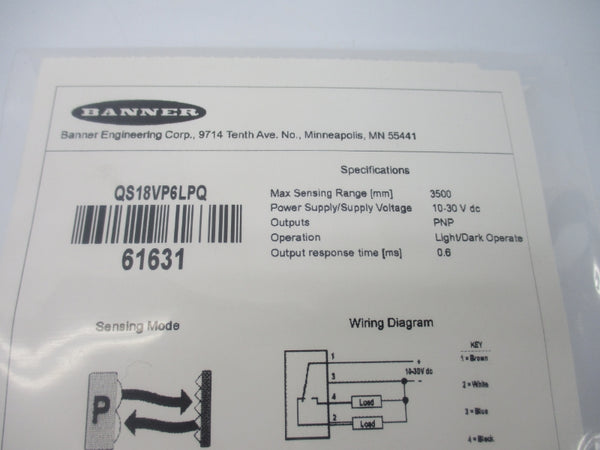 BANNER
Banner Engineering Corp., 9714 Tenth Ave. No., Minneapolis, MN 55441
Specifications
QS18VP6LPQ
61631
Max Sensing Range [mm] 3500
Power Supply/Supply Voltage 10-30 V dc
Outputs PNP
Operation Light/Dark Operate
Output response time [ms] 0.6
Sensing Mode
P
Wiring Diagram
1 +
10-30V dc
3 -
4 Load
2 Load
KEY
1 = Brown
2 = White
3 = Blue
4 = Black